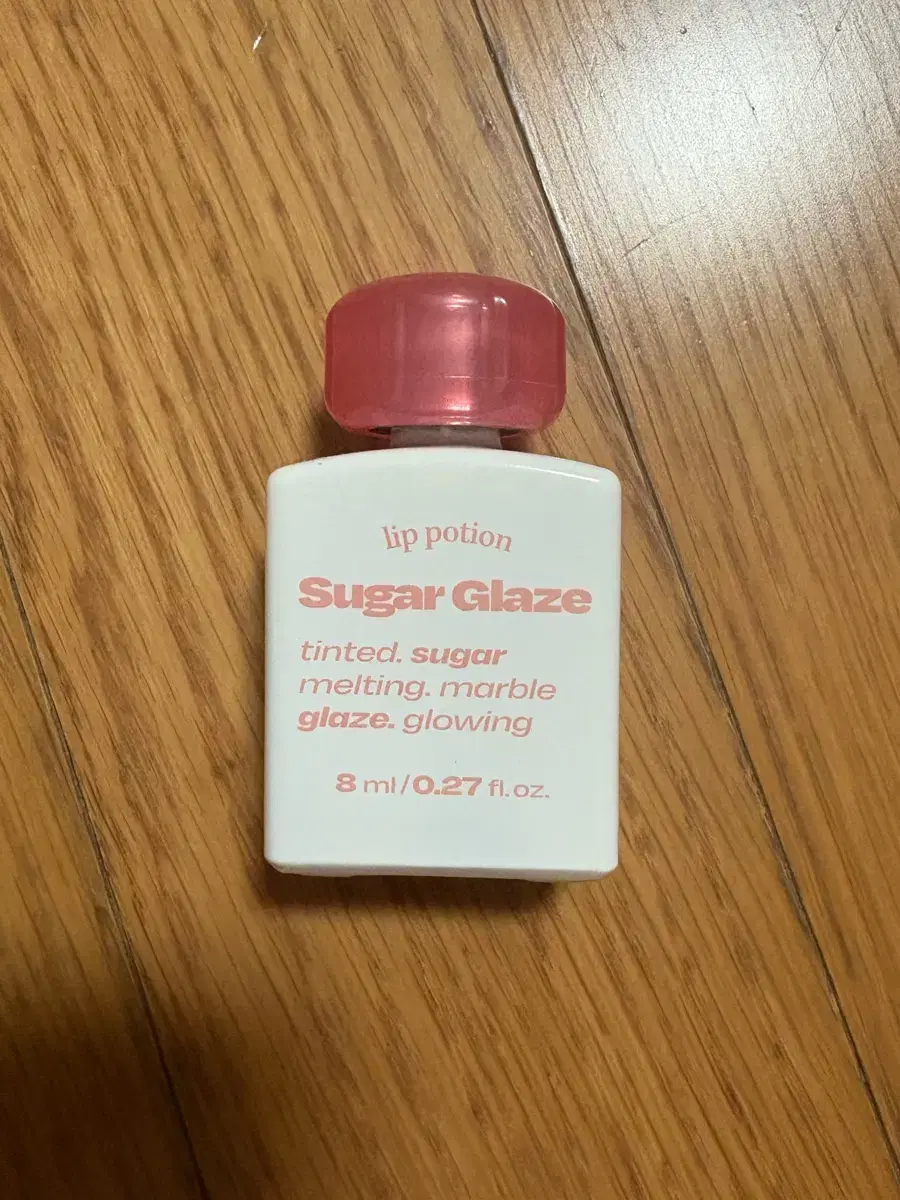 lip potion
Sugar Glaze
tinted. sugar
melting. marble
glaze. glowing
8 ml/0.27 fl.oz.